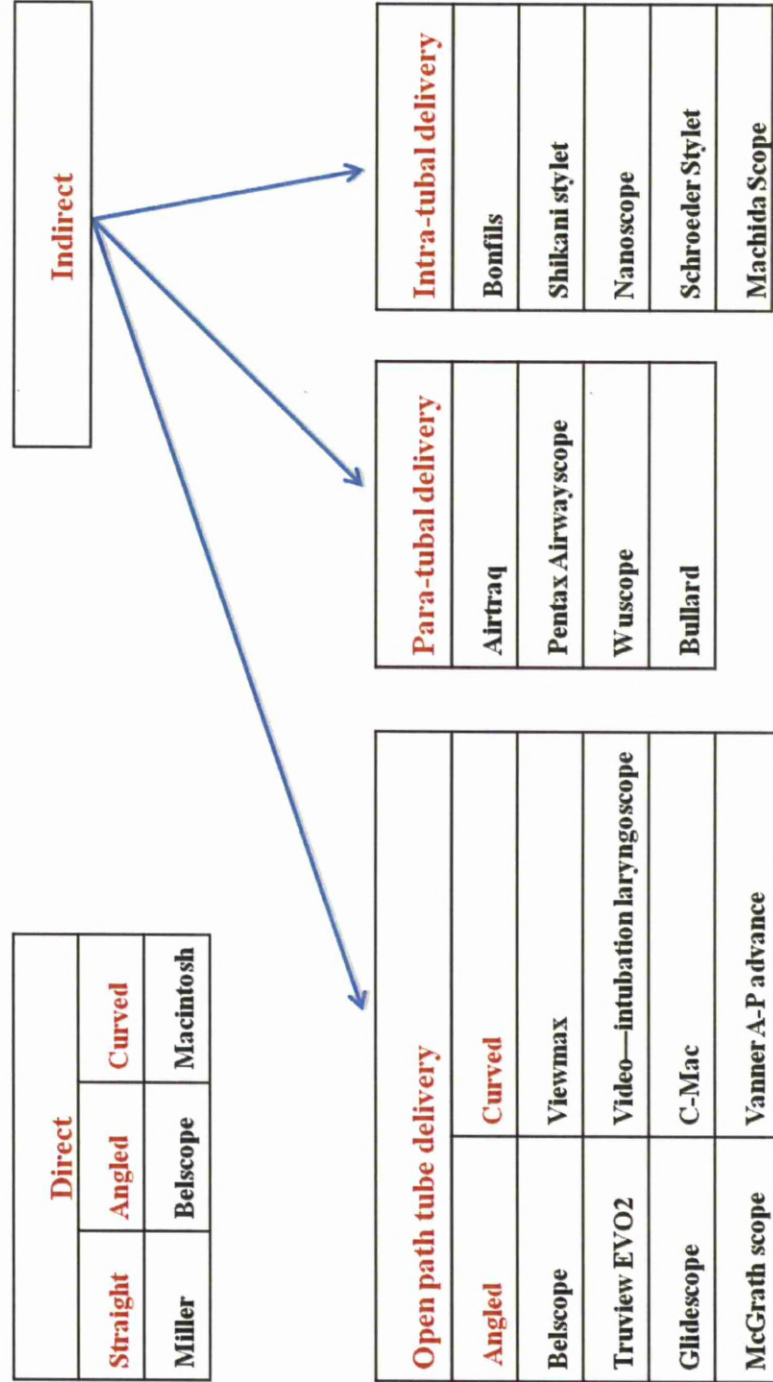 Direct
Straight Angled Curved
Miller Belscope Macintosh
Indirect
Open path tube delivery
Angled Curved
Belscope Viewmax
Truview EVO2 Video—intubation laryngoscope
Glidescope C-Mac
McGrath scope Vanner A-P advance
Para-tubal delivery
Airtraq
Pentax Airwayscope
Wuscope
Bullard
Intra-tubal delivery
Bonfils
Shikani stylet
Nanoscope
Schroeder Stylet
Machida Scope